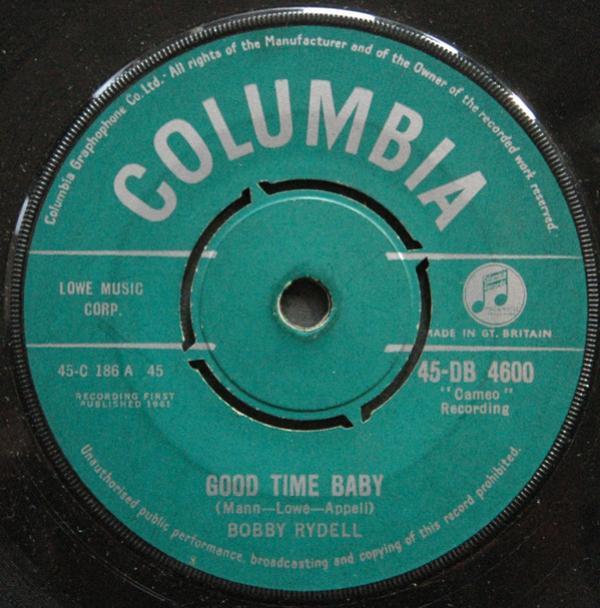 Columbia Graphophone Co. Ltd. · All rights of the Manufacturer and of the Owner of the recorded work reserved.
COLUMBIA
LOWE MUSIC
CORP.
MADE IN GT. BRITAIN
45-C 186 A 45
RECORDING FIRST
PUBLISHED 1961
45-DB 4600
"Cameo"
Recording
GOOD TIME BABY
(Mann—Lowe—Appell)
BOBBY RYDELL
Unauthorised public performance, broadcasting and copying of this record prohibited.